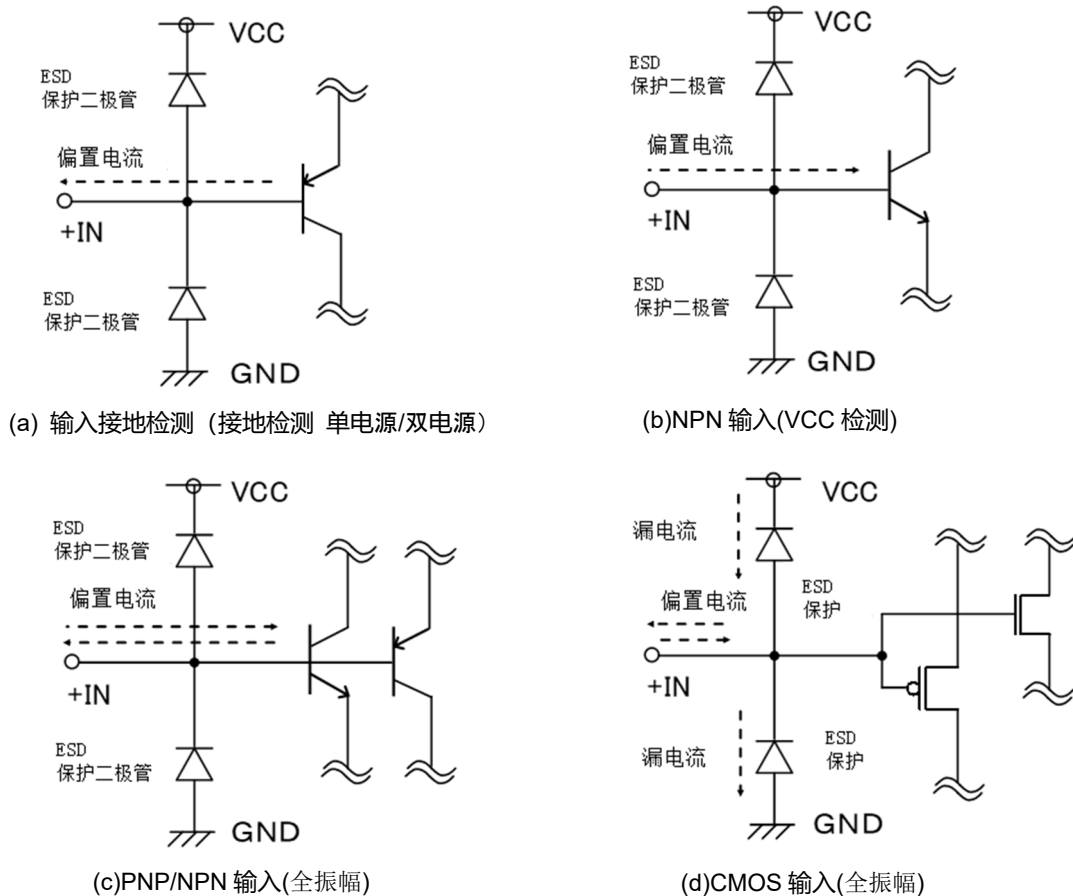 VCC
ESD
保护二极管
偏置电流
+IN
ESD
保护二极管
GND
(a) 输入接地检测（接地检测 单电源/双电源）
VCC
ESD
保护二极管
偏置电流
+IN
ESD
保护二极管
GND
(b)NPN 输入(VCC 检测)
VCC
ESD
保护二极管
偏置电流
+IN
ESD
保护二极管
GND
(c)PNP/NPN 输入(全振幅)
VCC
漏电流
ESD
保护
偏置电流
+IN
ESD
保护
漏电流
GND
(d)CMOS 输入(全振幅)